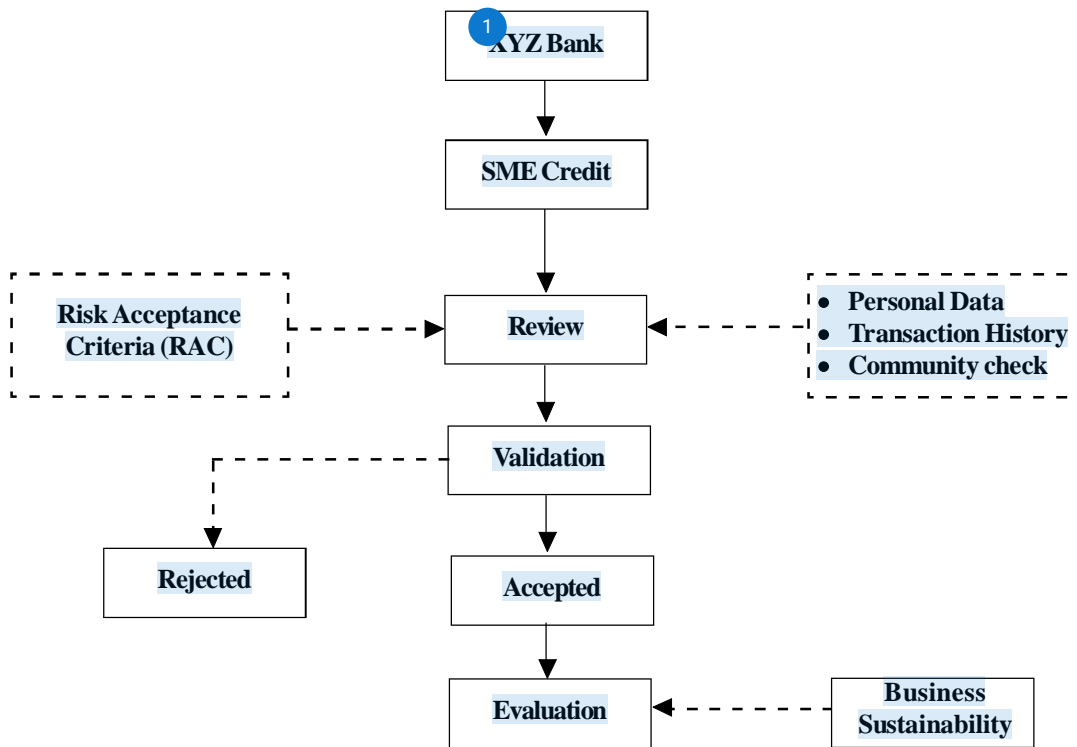 1
XYZ Bank
SME Credit
Risk Acceptance
Criteria (RAC)
Review
• Personal Data
• Transaction History
• Community check
Validation
Rejected
Accepted
Evaluation
Business
Sustainability